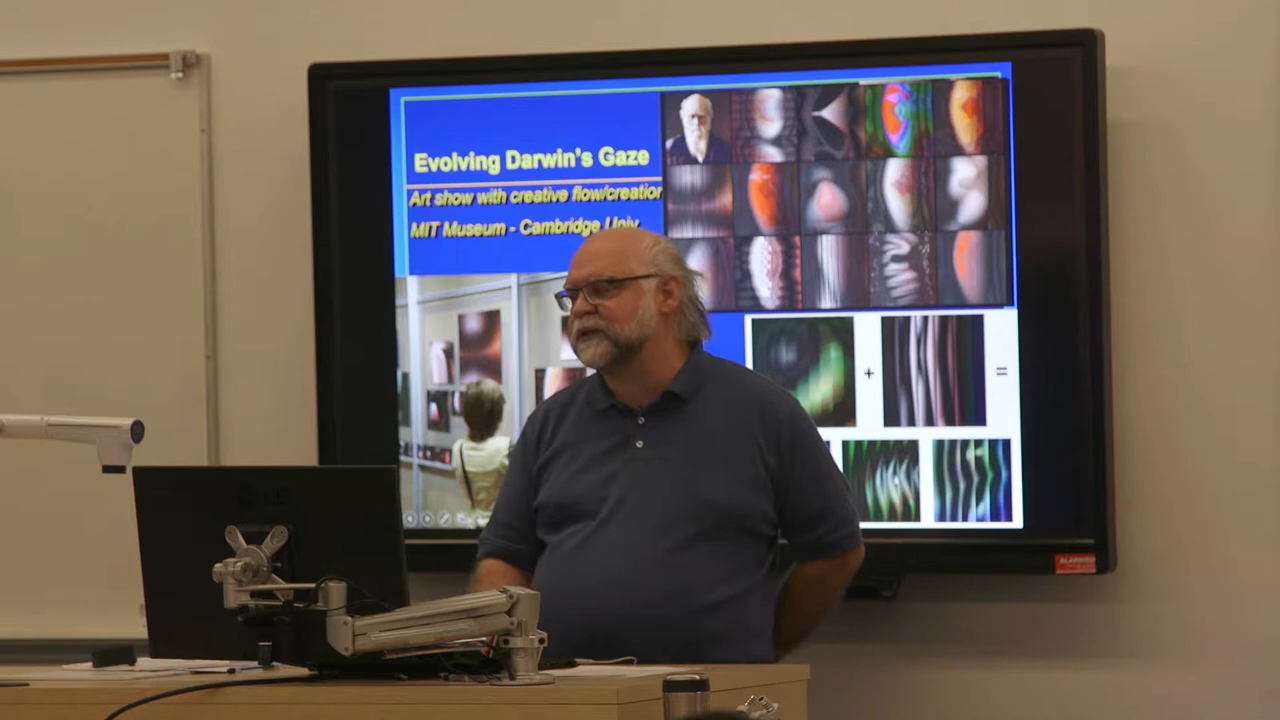 Evolving Darwin's Gaze
Art show with creative flow/creation
MIT Museum - Cambridge Univ
+
=